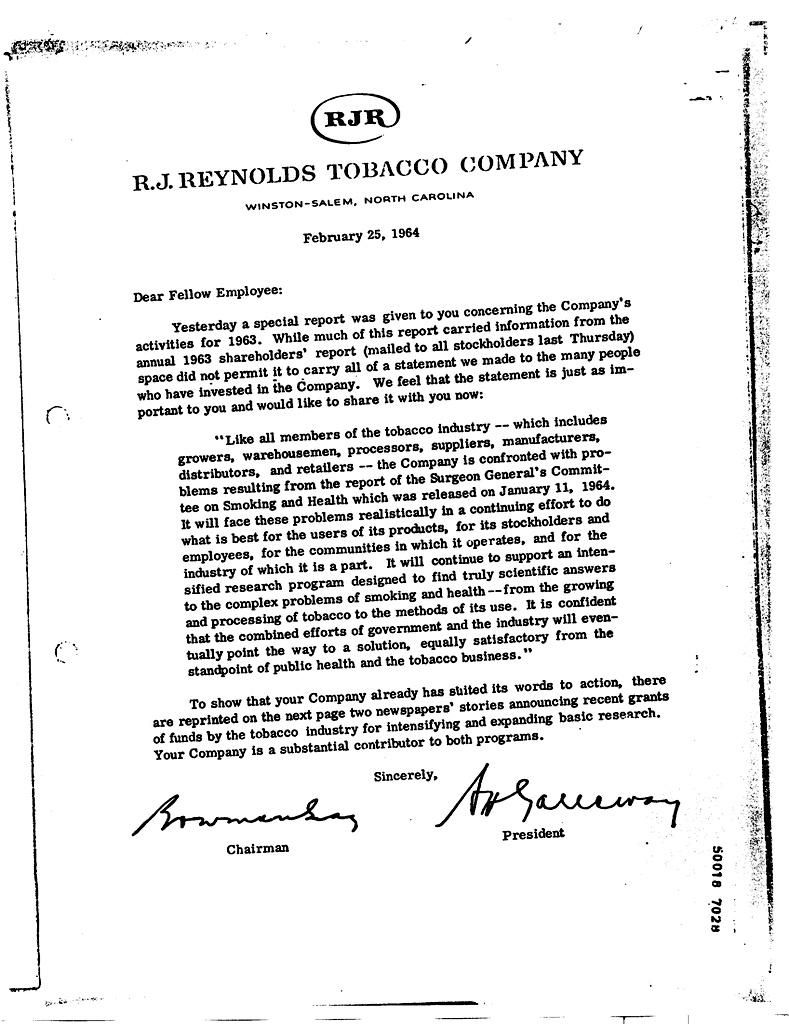 RJR
R.J. REYNOLDS TOBACCO COMPANY
WINSTON-SALEM, NORTH CAROLINA
February 25, 1964
Dear Fellow Employee:
Yesterday a special report was given to you concerning the Company's
activities for 1963. While much of this report carried information from the
annual 1963 shareholders' report (mailed to all stockholders last Thursday)
space did not permit it to carry all of a statement we made to the many people
who have invested in the Company. We feel that the statement is just as im-
portant to you and would like to share it with you now:
"Like all members of the tobacco industry -- which includes
growers, warehousemen, processors, suppliers, manufacturers,
distributors, and retailers -- the Company is confronted with pro-
blems resulting from the report of the Surgeon General's Commit-
tee on Smoking and Health which was released on January 11, 1964.
It will face these problems realistically in a continuing effort to do
what is best for the users of its products, for its stockholders and
employees, for the communities in which it operates, and for the
industry of which it is a part. It will continue to support an inten-
sified research program designed to find truly scientific answers
to the complex problems of smoking and health--from the growing
and processing of tobacco to the methods of its use. It is confident
that the combined efforts of government and the industry will even-
tually point the way to a solution, equally satisfactory from the
standpoint of public health and the tobacco business."
To show that your Company already has suited its words to action, there
are reprinted on the next page two newspapers' stories announcing recent grants
of funds by the tobacco industry for intensifying and expanding basic research.
Your Company is a substantial contributor to both programs.
Sincerely,
Bowman Gray
AH Galloway
Chairman
President
50018 7028